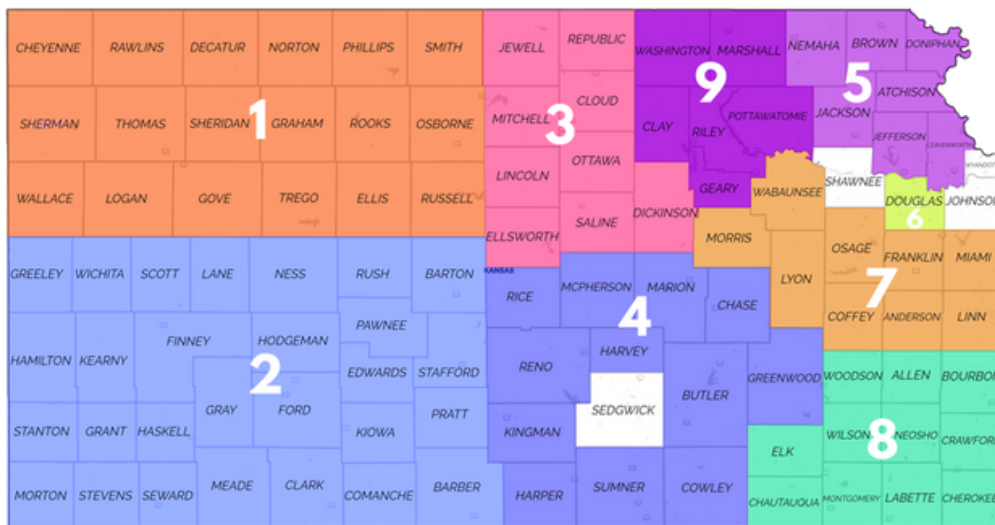 CHEYENNE RAWLINS DECATUR NORTON PHILLIPS SMITH JEWELL REPUBLIC WASHINGTON MARSHALL NEMAHA BROWN DONIPHAN
9 5
ATCHISON
SHERMAN THOMAS SHERIDAN 1 GRAHAM ROOKS OSBORNE MITCHELL 3 CLOUD CLAY RILEY POTTAWATOMIE JACKSON JEFFERSON LEAVENWORTH
OTTAWA
WALLACE LOGAN GOVE TREGO ELLIS RUSSELL LINCOLN SALINE DICKINSON GEARY WABAUNSEE SHAWNEE DOUGLAS JOHNSON
6
ELLSWORTH MORRIS OSAGE FRANKLIN MIAMI
GREELEY WICHITA SCOTT LANE NESS RUSH BARTON KANSAS RICE MCPHERSON MARION CHASE LYON 7
4 COFFEY ANDERSON LINN
HAMILTON KEARNY FINNEY HODGEMAN PAWNEE RENO HARVEY
2 EDWARDS STAFFORD BUTLER GREENWOOD WOODSON ALLEN BOURBO
STANTON GRANT HASKELL GRAY FORD KIOWA PRATT KINGMAN SEDGWICK WILSON 8 NEOSHO CRAWFORD
ELK
MORTON STEVENS SEWARD MEADE CLARK COMANCHE BARBER HARPER SUMNER COWLEY CHAUTAUQUA MONTGOMERY LABETTE CHEROKEE